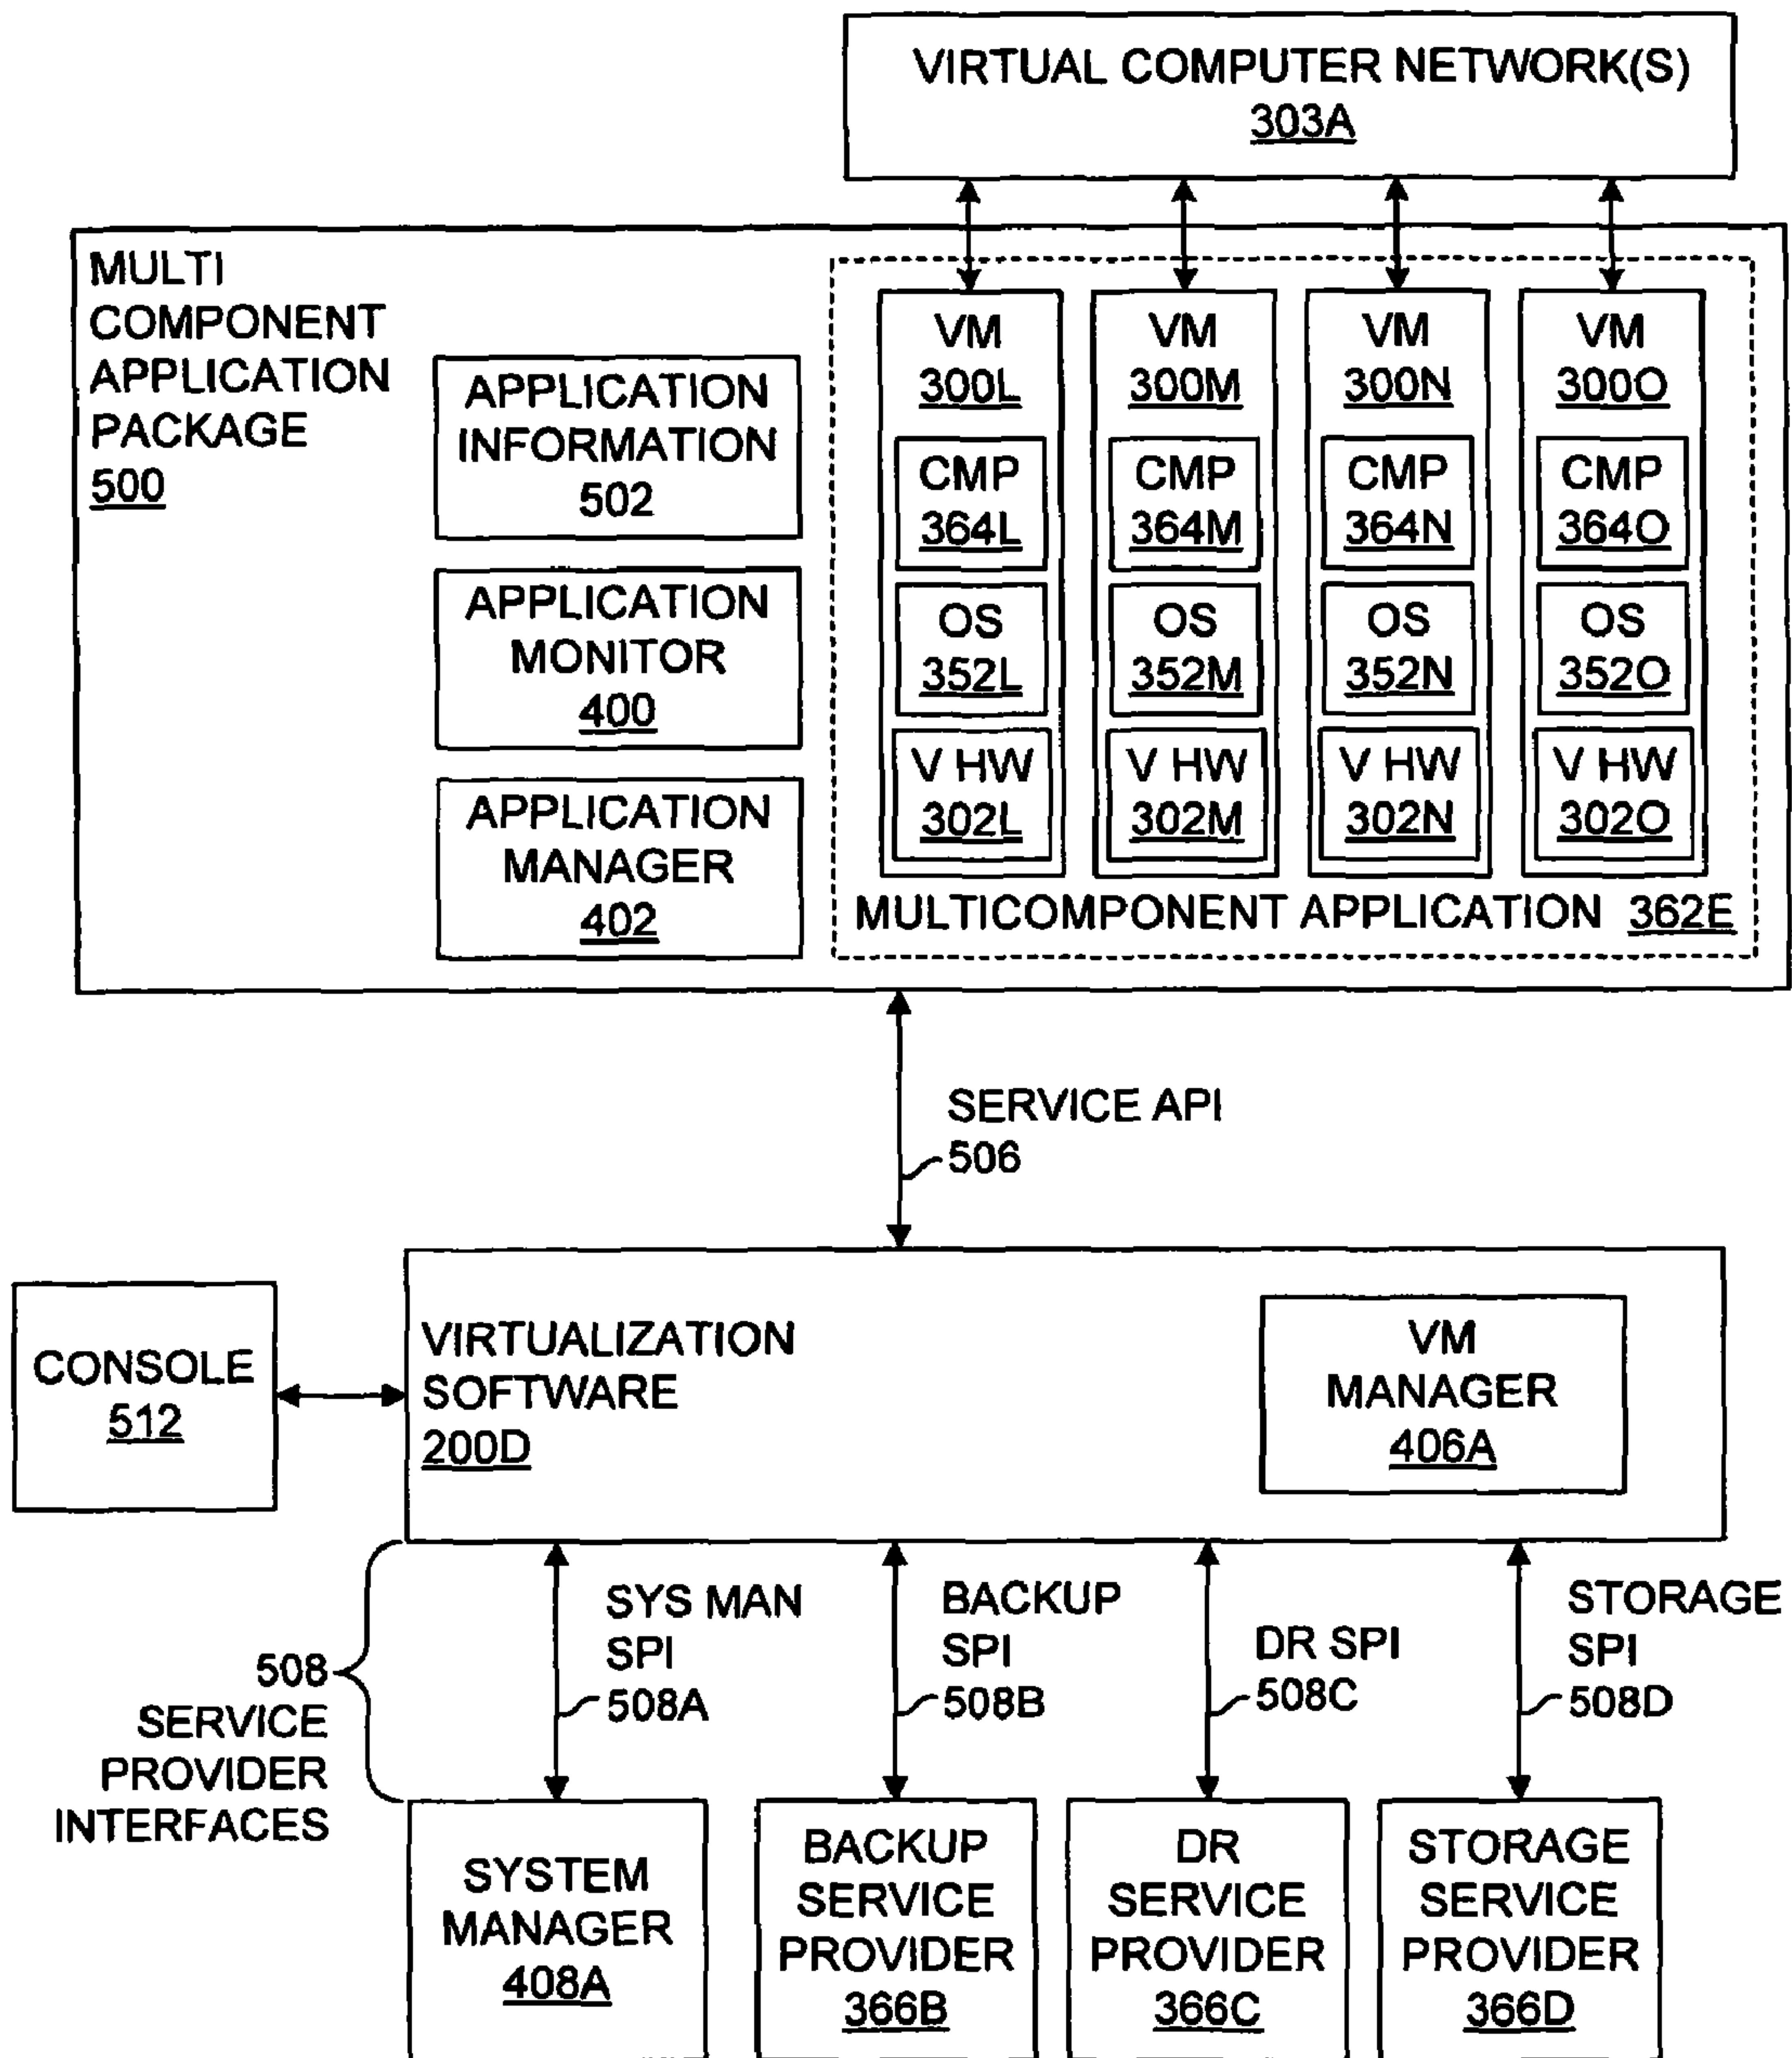 VIRTUAL COMPUTER NETWORK(S)
303A
MULTI
COMPONENT
APPLICATION
PACKAGE
500
APPLICATION
INFORMATION
502
APPLICATION
MONITOR
400
APPLICATION
MANAGER
402
VM
300L
CMP
364L
OS
352L
V HW
302L
VM
300M
CMP
364M
OS
352M
V HW
302M
VM
300N
CMP
364N
OS
352N
V HW
302N
VM
300O
CMP
364O
OS
352O
V HW
302O
MULTICOMPONENT APPLICATION 362E
SERVICE API
506
CONSOLE
512
VIRTUALIZATION
SOFTWARE
200D
VM
MANAGER
406A
508
SERVICE
PROVIDER
INTERFACES
SYS MAN
SPI
508A
BACKUP
SPI
508B
DR SPI
508C
STORAGE
SPI
508D
SYSTEM
MANAGER
408A
BACKUP
SERVICE
PROVIDER
366B
DR
SERVICE
PROVIDER
366C
STORAGE
SERVICE
PROVIDER
366D